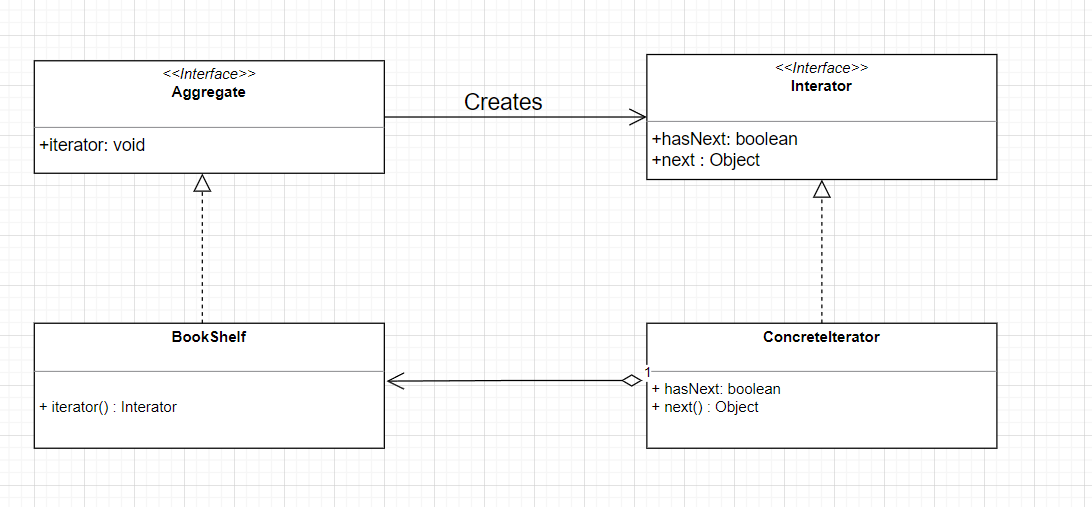 <<Interface>>
Aggregate
+iterator: void
Creates
<<Interface>>
Interator
+hasNext: boolean
+next : Object
BookShelf
+ iterator() : Interator
1
ConcreteIterator
+ hasNext: boolean
+ next() : Object